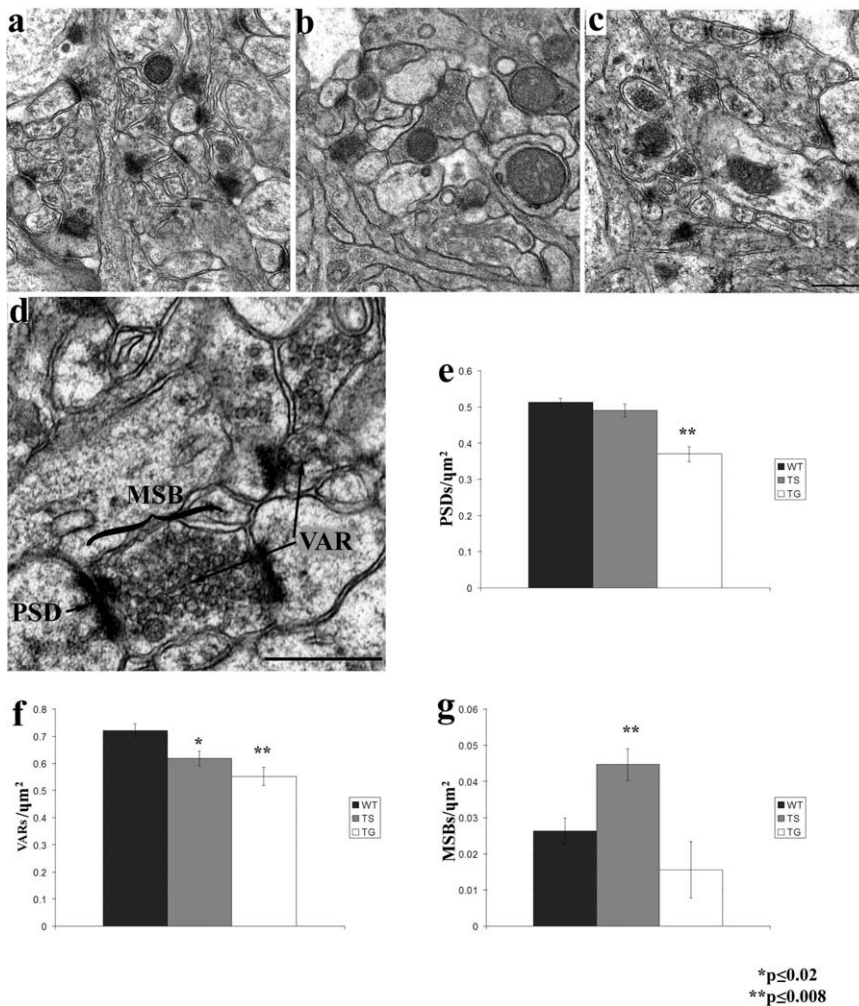 a
b
c
d
MSB
VAR
PSD
e
0.6
0.5
0.4
0.3
0.2
0.1
0
PSDs/μm²
**
WT
TS
TG
f
0.8
0.7
0.6
0.5
0.4
0.3
0.2
0.1
0
VARs/μm²
*
**
WT
TS
TG
g
0.06
0.05
0.04
0.03
0.02
0.01
0
MSBs/μm²
**
WT
TS
TG
*p≤0.02
**p≤0.008